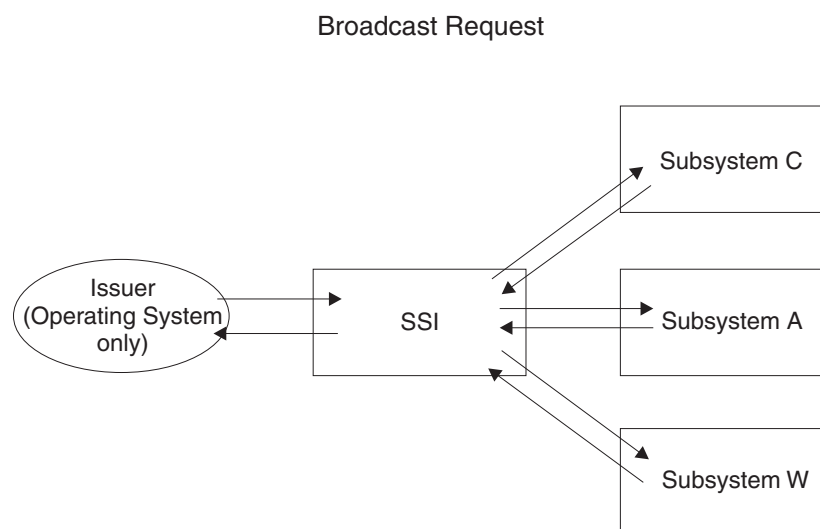 Broadcast Request
Subsystem C
Issuer
(Operating System
only)
SSI
Subsystem A
Subsystem W